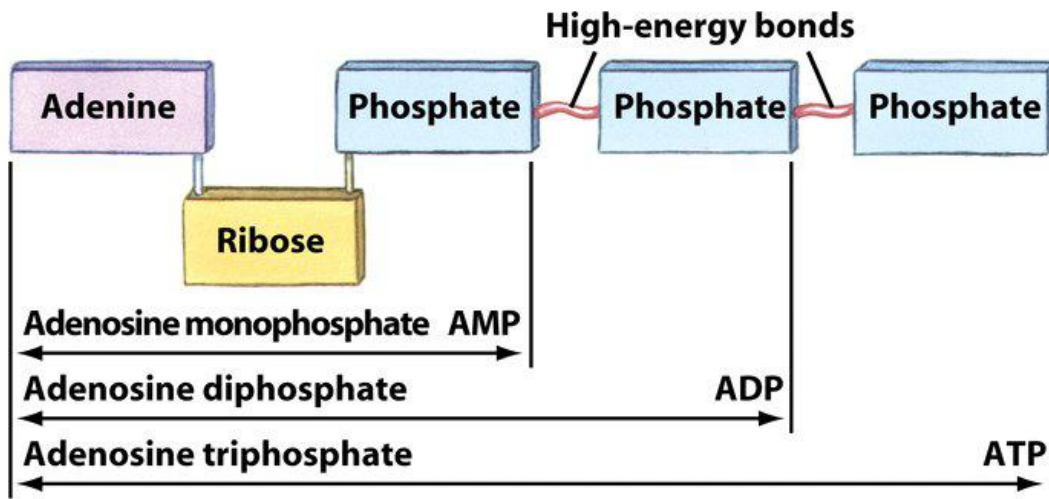 High-energy bonds
Adenine Phosphate Phosphate Phosphate
Ribose
Adenosine monophosphate AMP
Adenosine diphosphate ADP
Adenosine triphosphate ATP